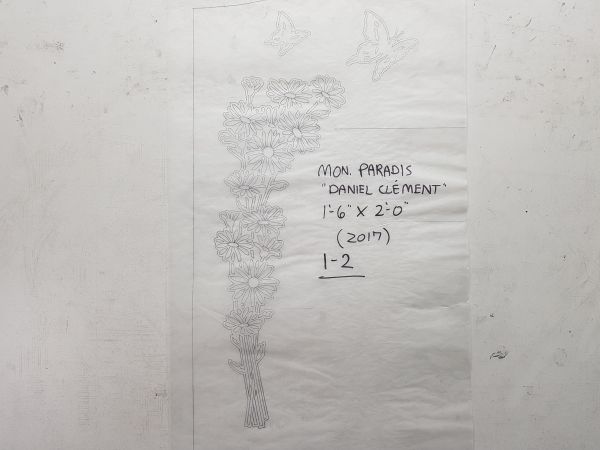 MON. PARADIS
"DANIEL CLÉMENT"
1'-6" X 2'-0"
(2017)
1-2